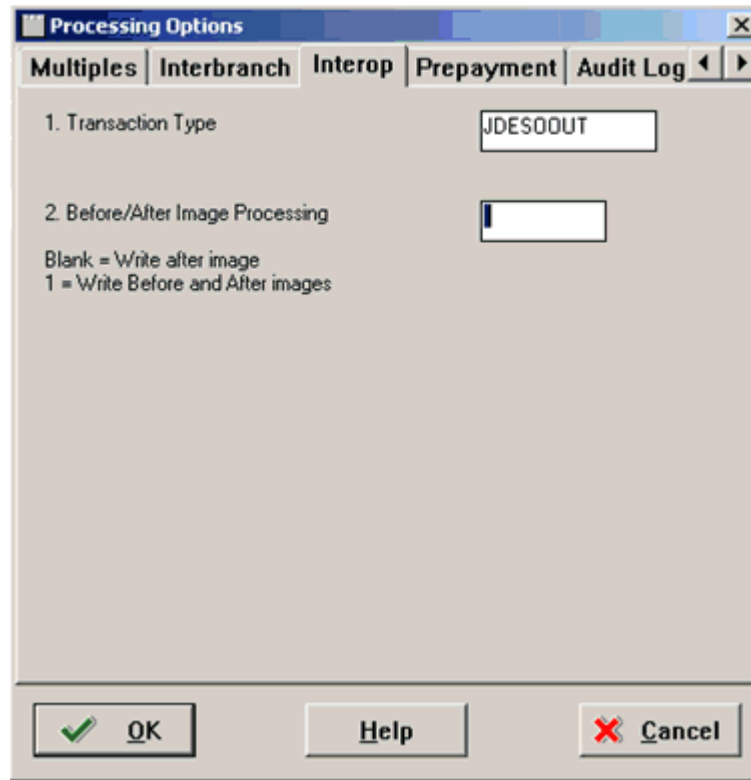 Processing Options
Multiples Interbranch Interop Prepayment Audit Log
1. Transaction Type JDESOOUT
2. Before/After Image Processing
Blank = Write after image
1 = Write Before and After images
OK Help Cancel